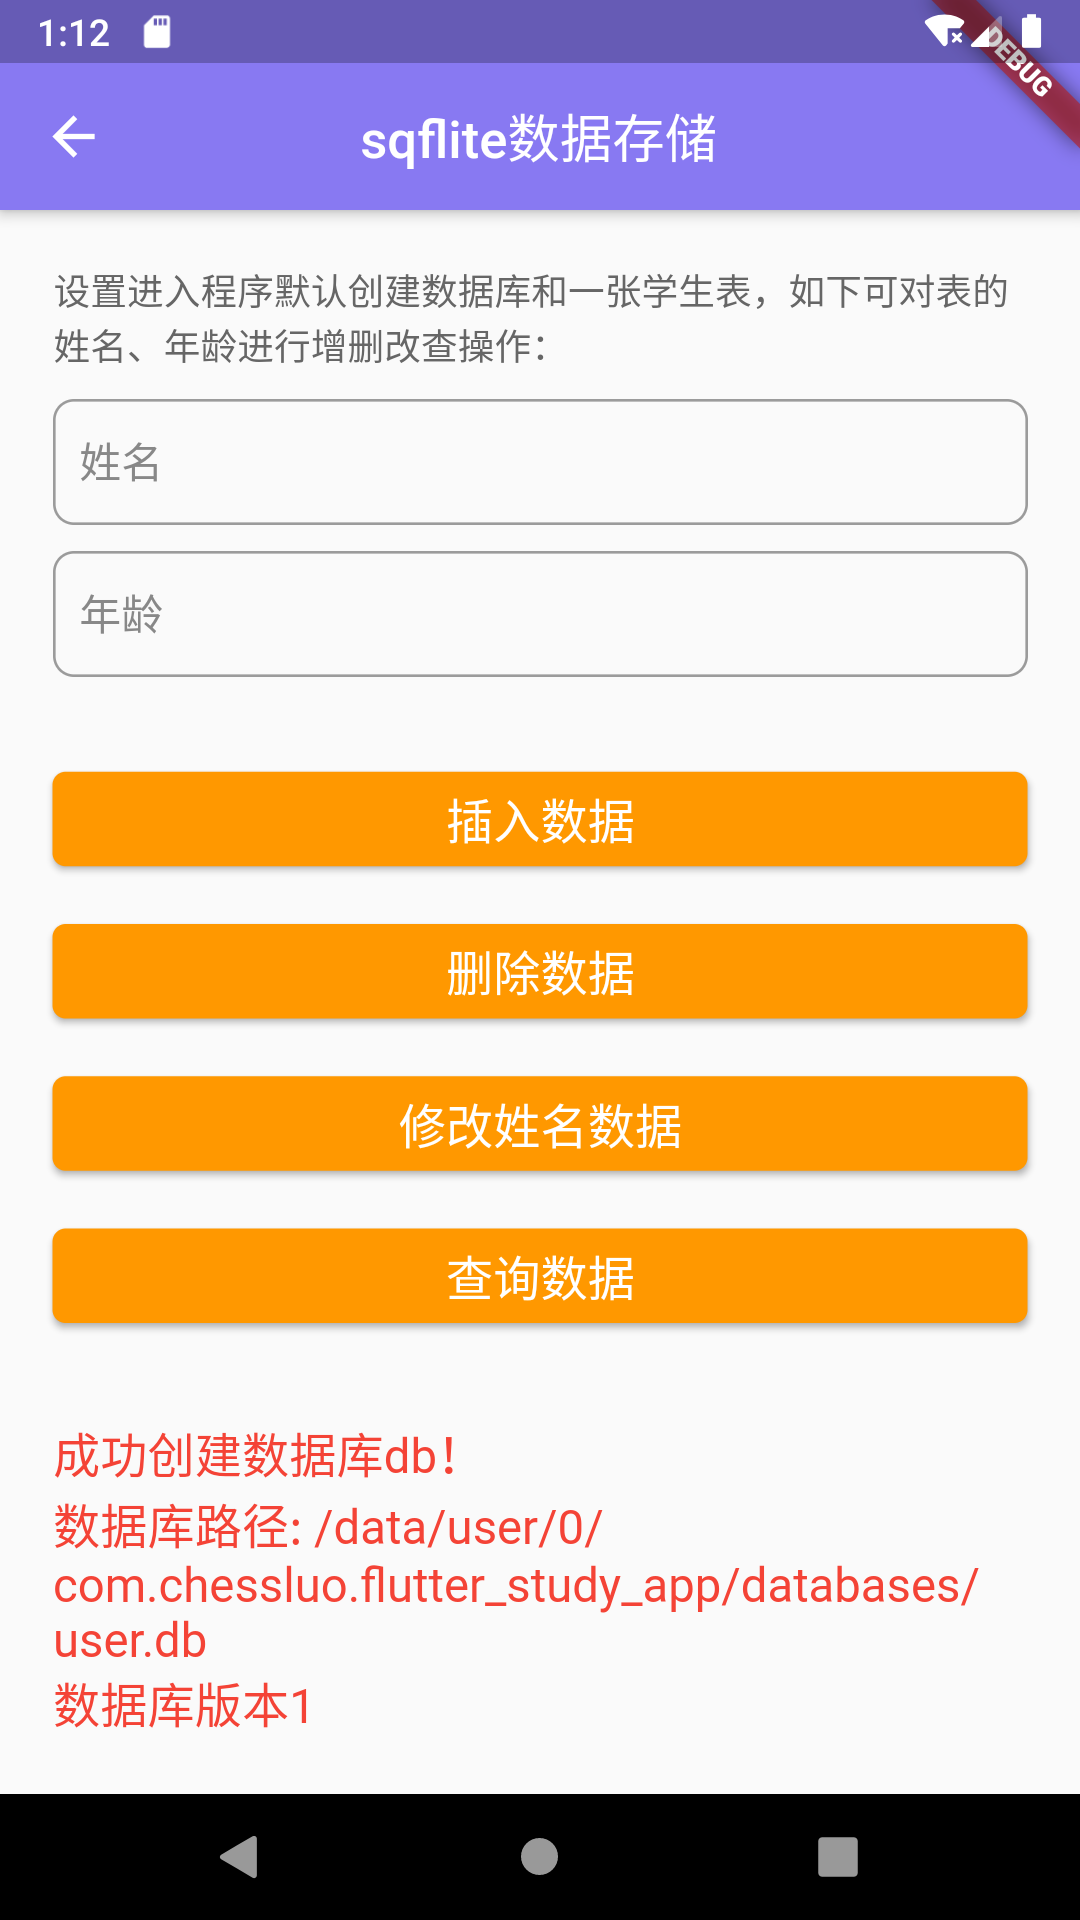 1:12
DEBUG
sqflite数据存储
设置进入程序默认创建数据库和一张学生表，如下可对表的
姓名、年龄进行增删改查操作：
姓名
年龄
插入数据
删除数据
修改姓名数据
查询数据
成功创建数据库db！
数据库路径: /data/user/0/
com.chessluo.flutter_study_app/databases/
user.db
数据库版本1